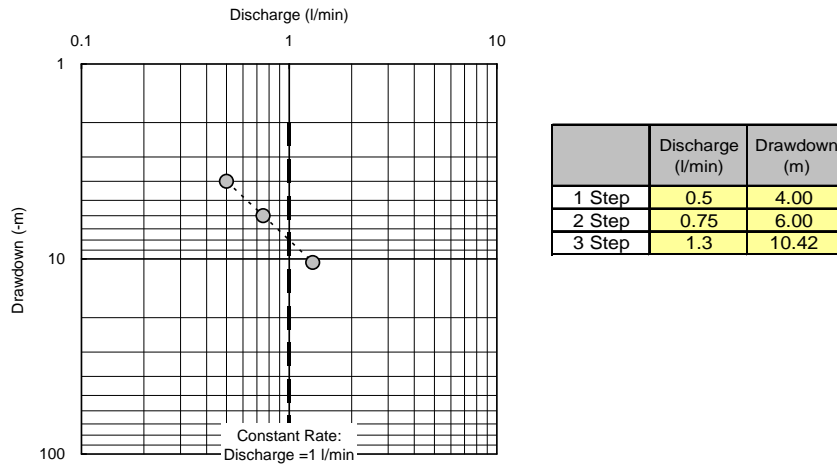 Discharge (l/min)
0.1 1 10
1
10
100
Drawdown (-m)
Constant Rate:
Discharge =1 l/min
Discharge Drawdown
(l/min) (m)
1 Step 0.5 4.00
2 Step 0.75 6.00
3 Step 1.3 10.42